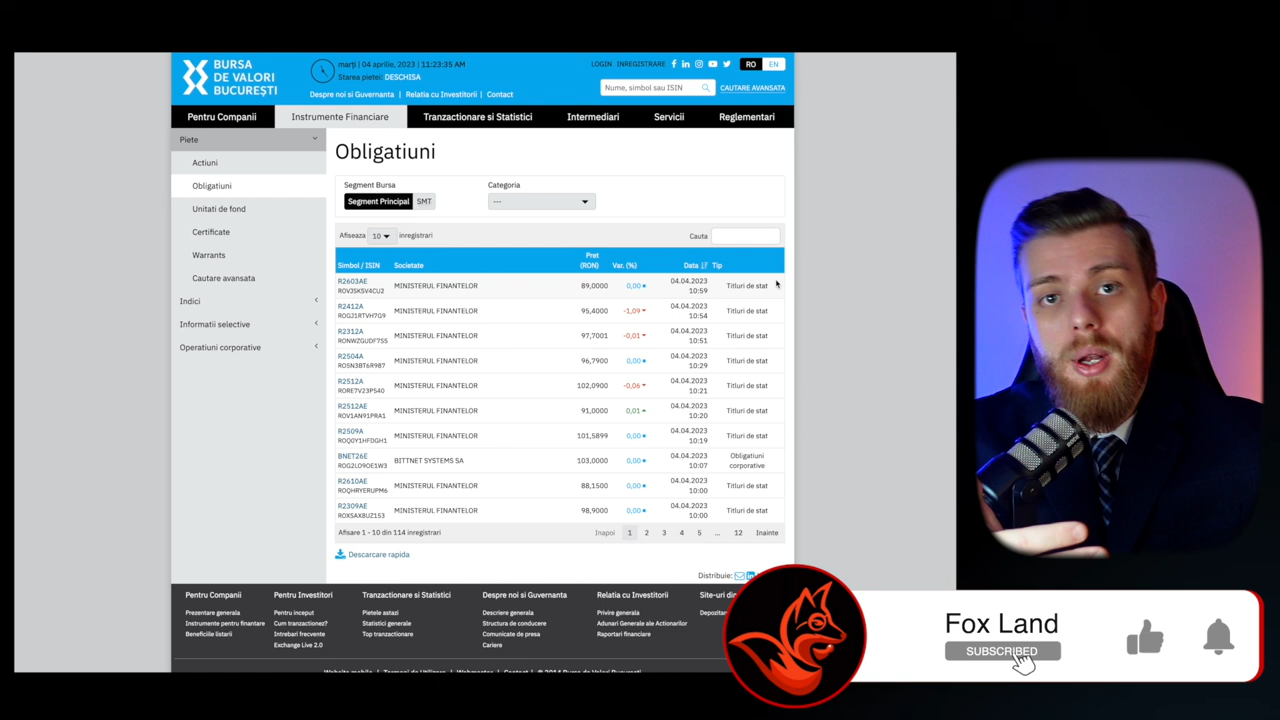 BURSA
DE VALORI
BUCUREȘTI
marți | 04 aprilie, 2023 | 11:23:35 AM
Starea pietei: DESCHISA
Despre noi si Guvernanta | Relatia cu Investitorii | Contact
LOGIN INREGISTRARE
RO EN
Nume, simbol sau ISIN
CAUTARE AVANSATA
Pentru Companii Instrumente Financiare Tranzactionare si Statistici Intermediari Servicii Reglementari
Piete
Actiuni
Obligatiuni
Unitati de fond
Certificate
Warrants
Cautare avansata
Indici
Informatii selective
Operatiuni corporative
Obligatiuni
Segment Bursa
Segment Principal SMT
Categoria
---
Afiseaza 10 inregistrari
Cauta
Simbol / ISIN Societate Pret (RON) Var. (%) Data Tip
R2603AE MINISTERUL FINANTELOR 89,0000 0,00 04.04.2023 Titluri de stat
ROVJSKSV4CU2 10:59
R2412A MINISTERUL FINANTELOR 95,4000 -1,09 04.04.2023 Titluri de stat
ROGJ1RTVH7G9 10:54
R2312A MINISTERUL FINANTELOR 97,7001 -0,01 04.04.2023 Titluri de stat
RONWZGUDF7S5 10:51
R2504A MINISTERUL FINANTELOR 96,7900 0,00 04.04.2023 Titluri de stat
RO5N3BT6R987 10:29
R2512A MINISTERUL FINANTELOR 102,0900 -0,06 04.04.2023 Titluri de stat
RORE7V23PS40 10:21
R2512AE MINISTERUL FINANTELOR 91,0000 0,01 04.04.2023 Titluri de stat
ROV1AN91PRA1 10:20
R2509A MINISTERUL FINANTELOR 101,5899 0,00 04.04.2023 Titluri de stat
ROQ0Y1HFDGH1 10:19
BNET26E BITTNET SYSTEMS SA 103,0000 0,00 04.04.2023 Obligatiuni
ROG2LO9OE1W3 10:07 corporative
R2610AE MINISTERUL FINANTELOR 88,1500 0,00 04.04.2023 Titluri de stat
ROQHRYERUPM6 10:00
R2309AE MINISTERUL FINANTELOR 98,9000 0,00 04.04.2023 Titluri de stat
ROXSAX8UZ153 10:00
Afisare 1 - 10 din 114 inregistrari
Inapoi 1 2 3 4 5 ... 12 Inainte
Descarcare rapida
Distribuie:
Pentru Companii
Prezentare generala
Instrumente pentru finantare
Beneficiile listarii
Pentru Investitori
Pentru inceput
Cum tranzactionez?
Intrebari frecvente
Exchange Live 2.0
Tranzactionare si Statistici
Pietele astazi
Statistici generale
Top tranzactionare
Despre noi si Guvernanta
Descriere generala
Structura de conducere
Comunicate de presa
Cariere
Relatia cu Investitorii
Privire generala
Adunari Generale ale Actionarilor
Raportari financiare
Site-uri
Fox Land
SUBSCRIBED